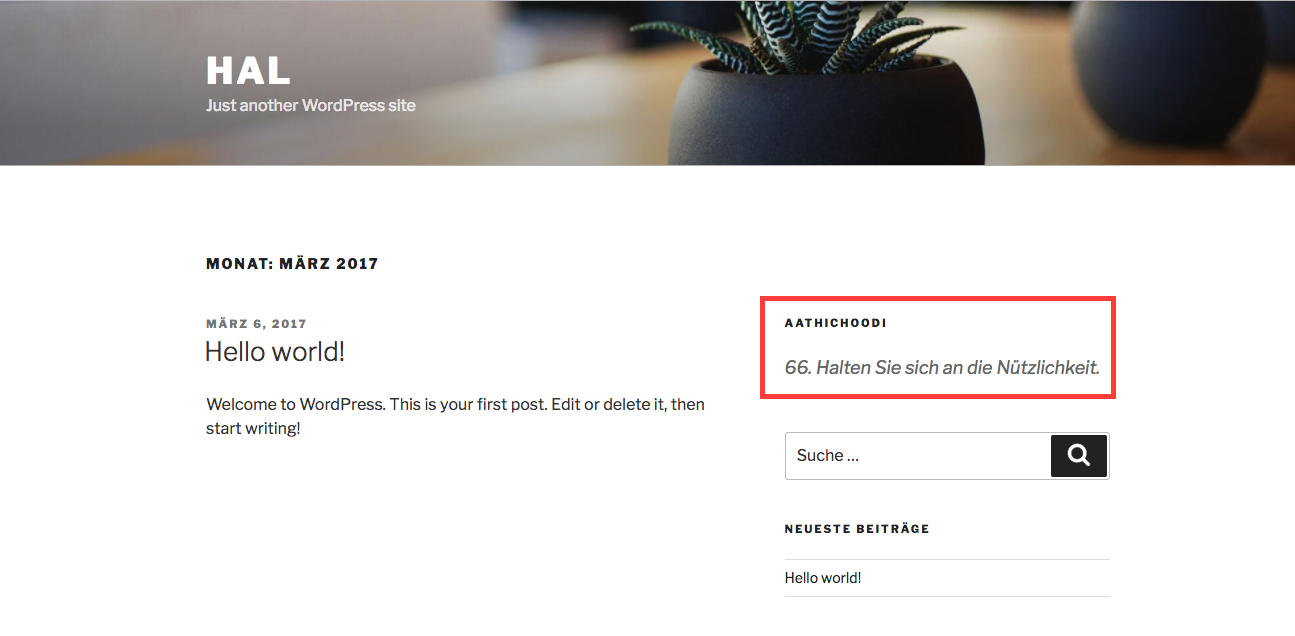 HAL
Just another WordPress site
MONAT: MÄRZ 2017
MÄRZ 6, 2017
Hello world!
Welcome to WordPress. This is your first post. Edit or delete it, then
start writing!
AATHICHOODI
66. Halten Sie sich an die Nützlichkeit.
Suche ...
NEUESTE BEITRÄGE
Hello world!